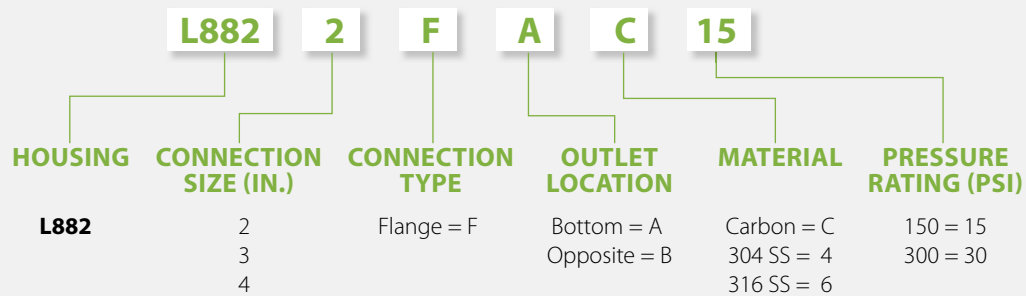 L882 2 F A C 15
HOUSING CONNECTION CONNECTION OUTLET MATERIAL PRESSURE
SIZE (IN.) TYPE LOCATION RATING (PSI)
L882 2 Flange = F Bottom = A Carbon = C 150 = 15
3 Opposite = B 304 SS = 4 300 = 30
4 316 SS = 6